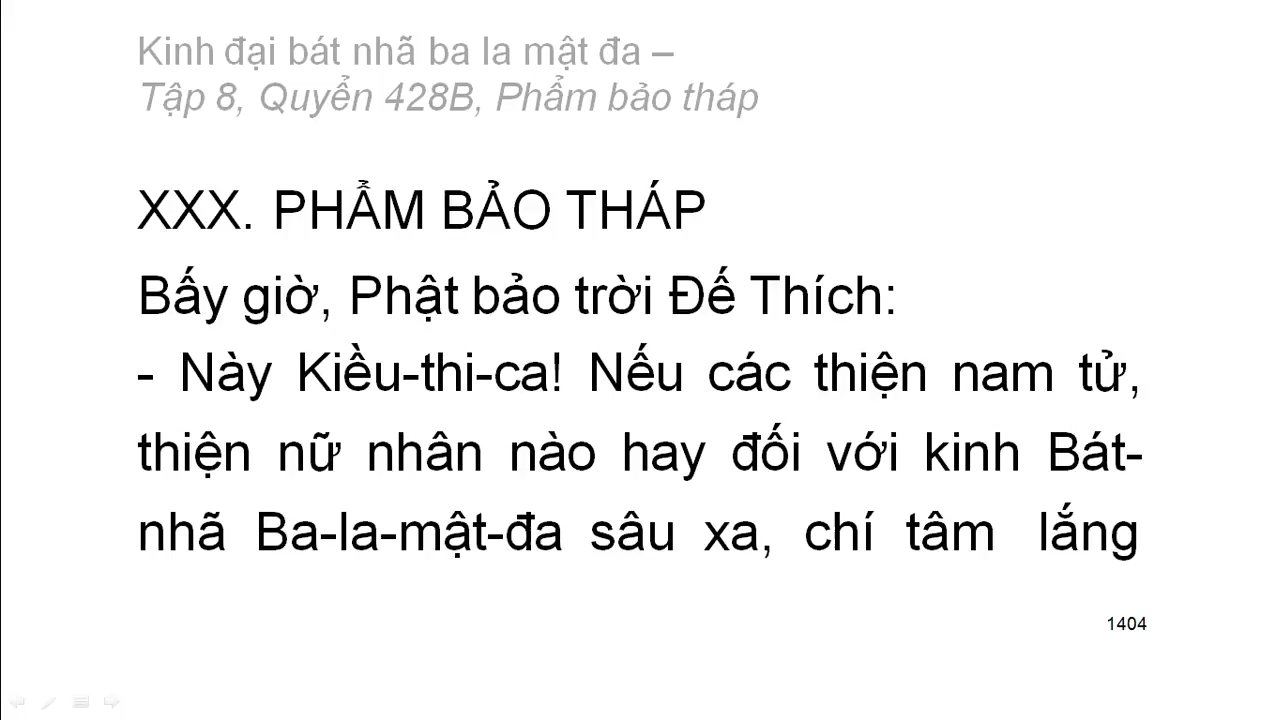 Kinh đại bát nhã ba la mật đa –
Tập 8, Quyển 428B, Phẩm bảo tháp
XXX. PHẨM BẢO THÁP
Bấy giờ, Phật bảo trời Đế Thích:
- Này Kiều-thi-ca! Nếu các thiện nam tử,
thiện nữ nhân nào hay đối với kinh Bát-
nhã Ba-la-mật-đa sâu xa, chí tâm lắng
1404